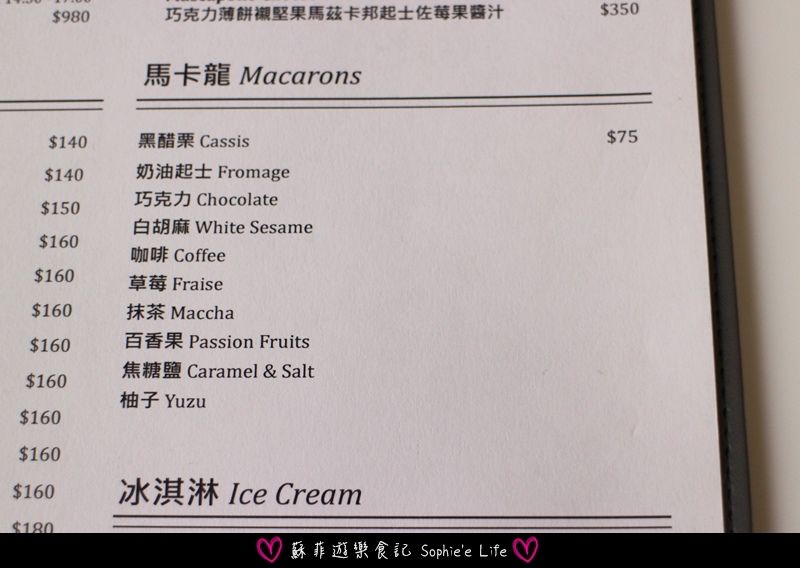 $980
巧克力薄餅襯堅果馬茲卡邦起士佐莓果醬汁 $350
馬卡龍 Macarons
$140
$140
$150
$160
$160
$160
$160
$160
$160
$160
$160
$180
黑醋栗 Cassis $75
奶油起士 Fromage
巧克力 Chocolate
白胡麻 White Sesame
咖啡 Coffee
草莓 Fraise
抹茶 Maccha
百香果 Passion Fruits
焦糖鹽 Caramel & Salt
柚子 Yuzu
冰淇淋 Ice Cream
蘇菲遊樂食記 Sophie'e Life